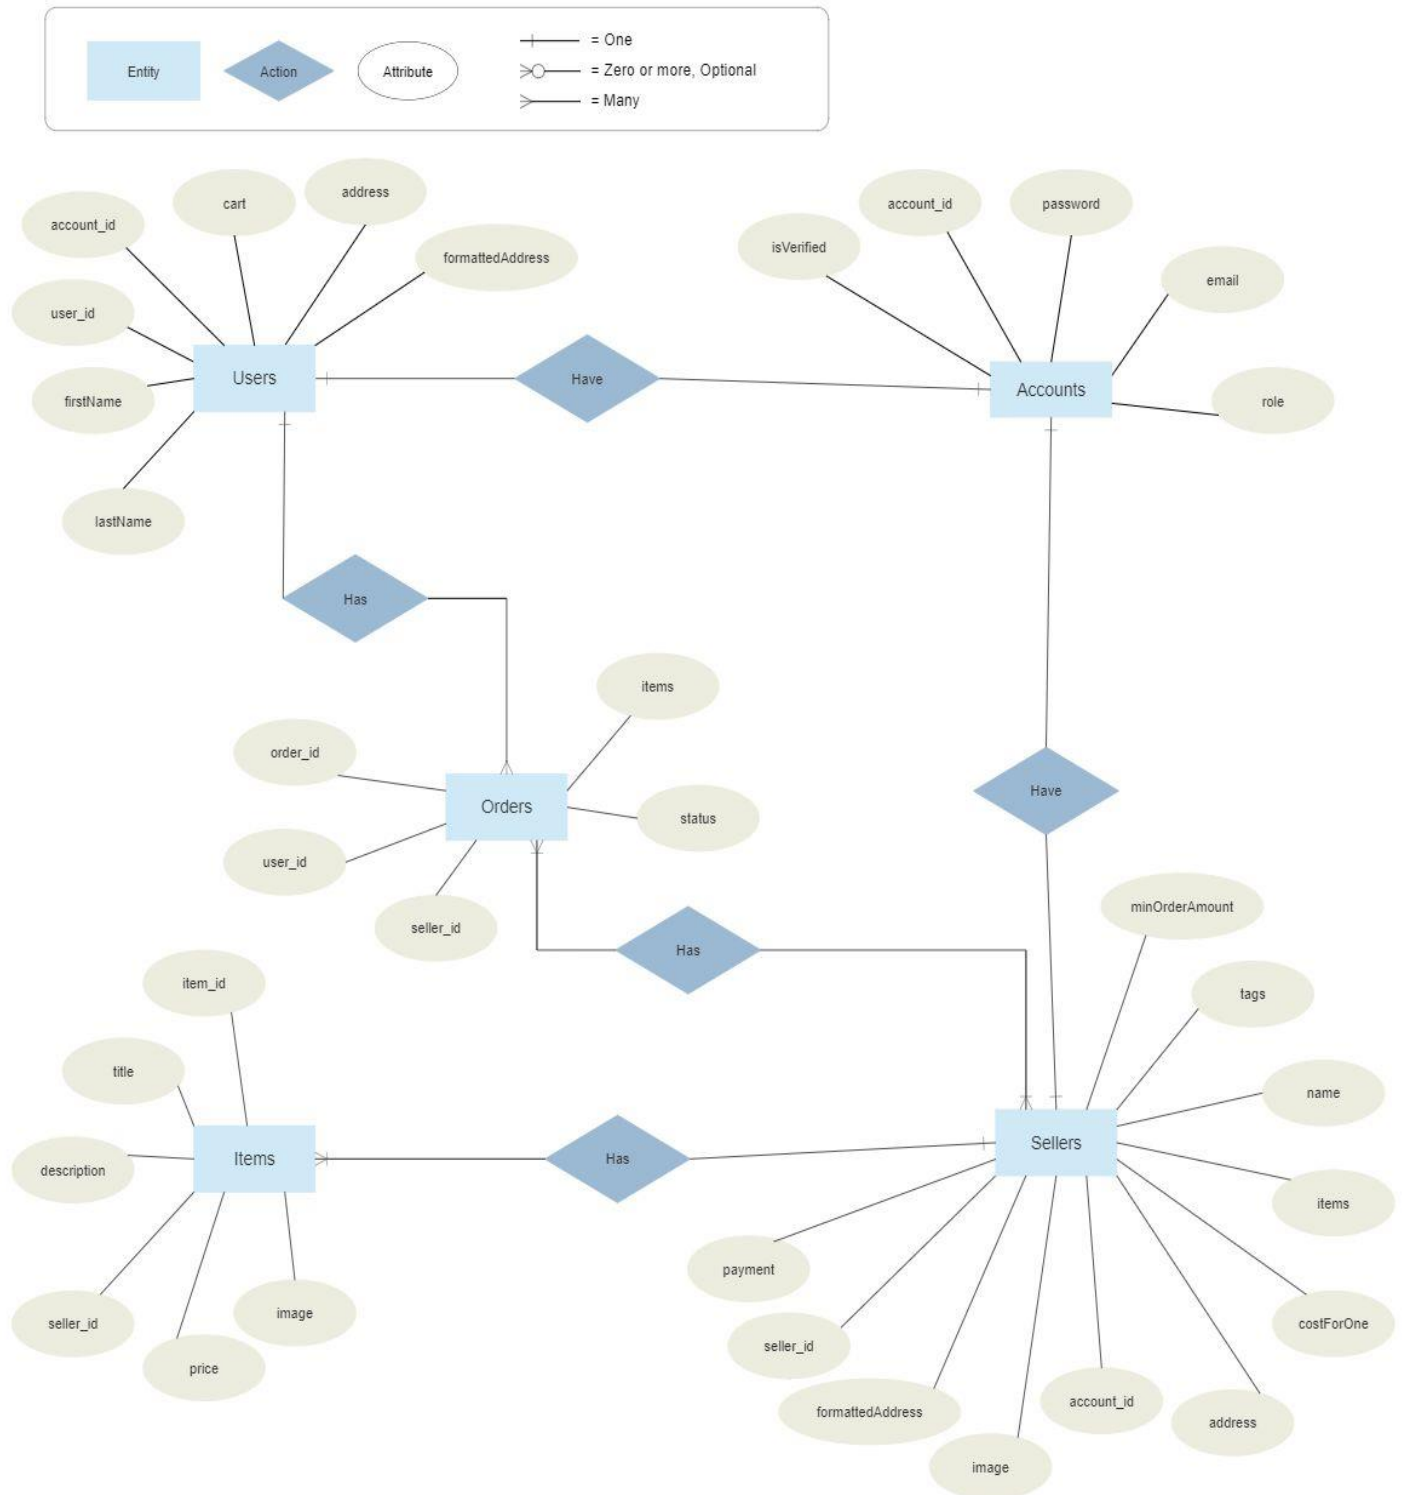 Entity
Action
Attribute
= One
= Zero or more, Optional
= Many
address
cart
account_id
formattedAddress
user_id
firstName
lastName
Users
Have
account_id
password
isVerified
email
role
Accounts
Has
items
order_id
Orders
status
user_id
seller_id
Have
Has
minOrderAmount
tags
name
items
Sellers
item_id
title
description
Items
Has
seller_id
price
image
payment
seller_id
formattedAddress
image
account_id
address
costForOne